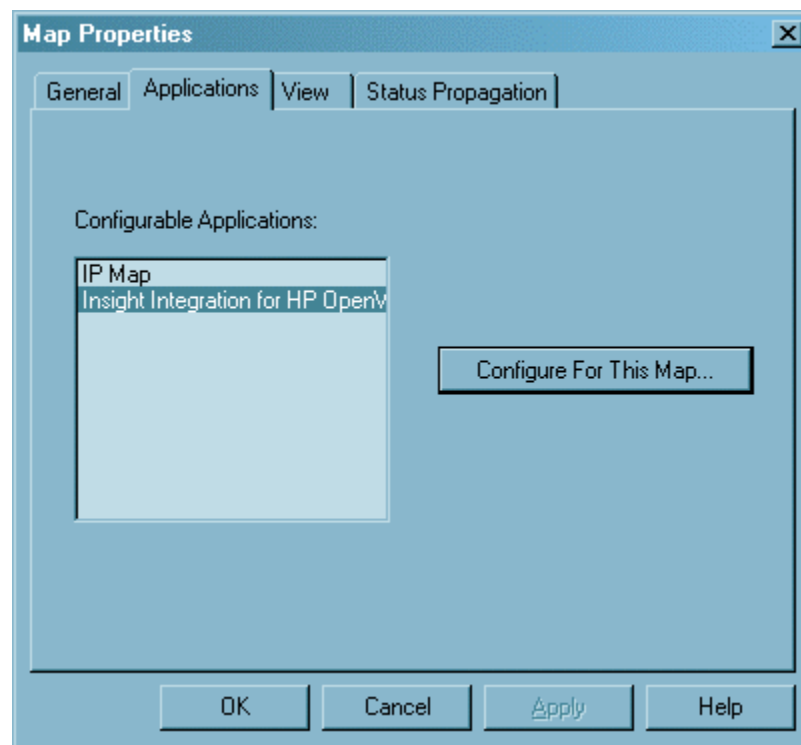 Map Properties
General Applications View Status Propagation
Configurable Applications:
IP Map
Insight Integration for HP OpenV
Configure For This Map...
OK Cancel Apply Help